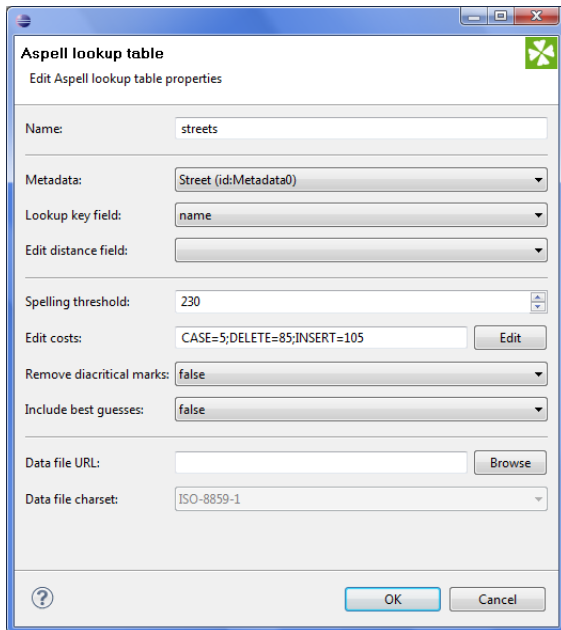 Aspell lookup table
Edit Aspell lookup table properties
Name: streets
Metadata: Street (id:Metadata0)
Lookup key field: name
Edit distance field:
Spelling threshold: 230
Edit costs: CASE=5;DELETE=85;INSERT=105 Edit
Remove diacritical marks: false
Include best guesses: false
Data file URL: Browse
Data file charset: ISO-8859-1
? OK Cancel